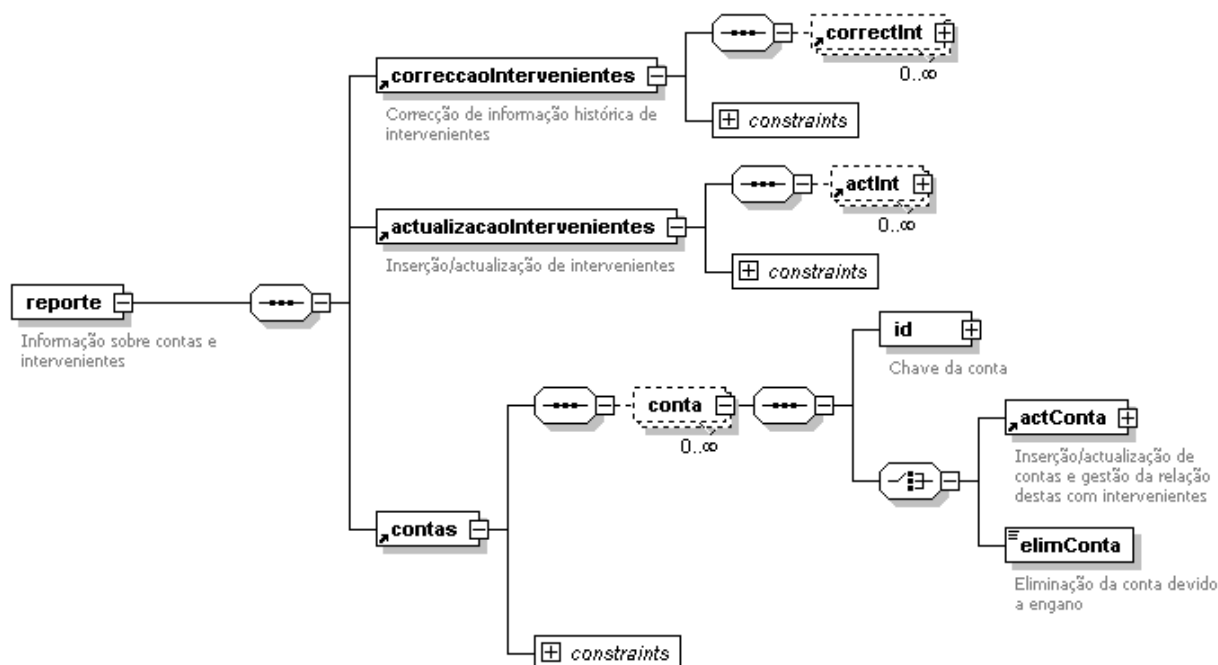 correctInt
0..∞
correccaoIntervenientes
Correcção de informação histórica de
intervenientes
constraints
actInt
0..∞
actualizacaoIntervenientes
Inserção/actualização de intervenientes
constraints
reporte
Informação sobre contas e
intervenientes
id
Chave da conta
conta
0..∞
actConta
Inserção/actualização de
contas e gestão da relação
destas com intervenientes
contas
elimConta
Eliminação da conta devido
a engano
constraints